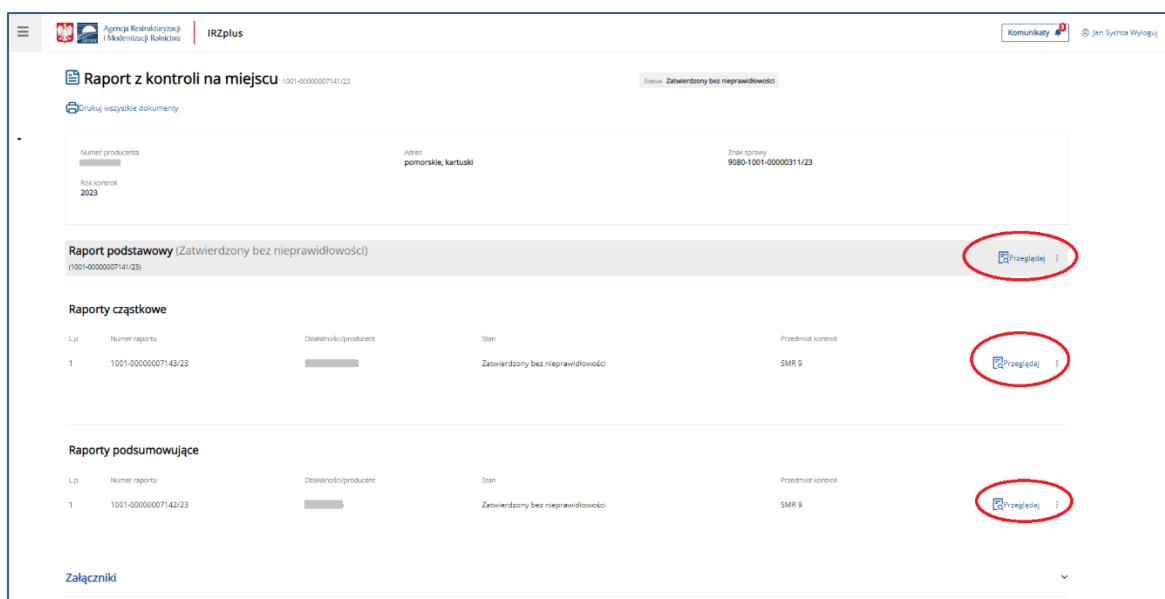 Agencja Restrukturyzacji
i Modernizacji Rolnictwa
IRZplus
Komunikaty
Jan Sychta Wyloguj
Raport z kontroli na miejscu 1001-00000007141/23
Status Zatwierdzony bez nieprawidłowości
Drukuj wszystkie dokumenty
Numer producenta
Adres
pomorskie, kartuski
Znak sprawy
9080-1001-00000311/23
Rok kontroli
2023
Raport podstawowy (Zatwierdzony bez nieprawidłowości)
(1001-00000007141/23)
Przeglądaj
Raporty cząstkowe
L.p. Numer raportu Działalności/producent Stan Przedmiot kontroli
1 1001-00000007143/23 Zatwierdzony bez nieprawidłowości SMR 9 Przeglądaj
Raporty podsumowujące
L.p. Numer raportu Działalności/producent Stan Przedmiot kontroli
1 1001-00000007142/23 Zatwierdzony bez nieprawidłowości SMR 9 Przeglądaj
Załączniki